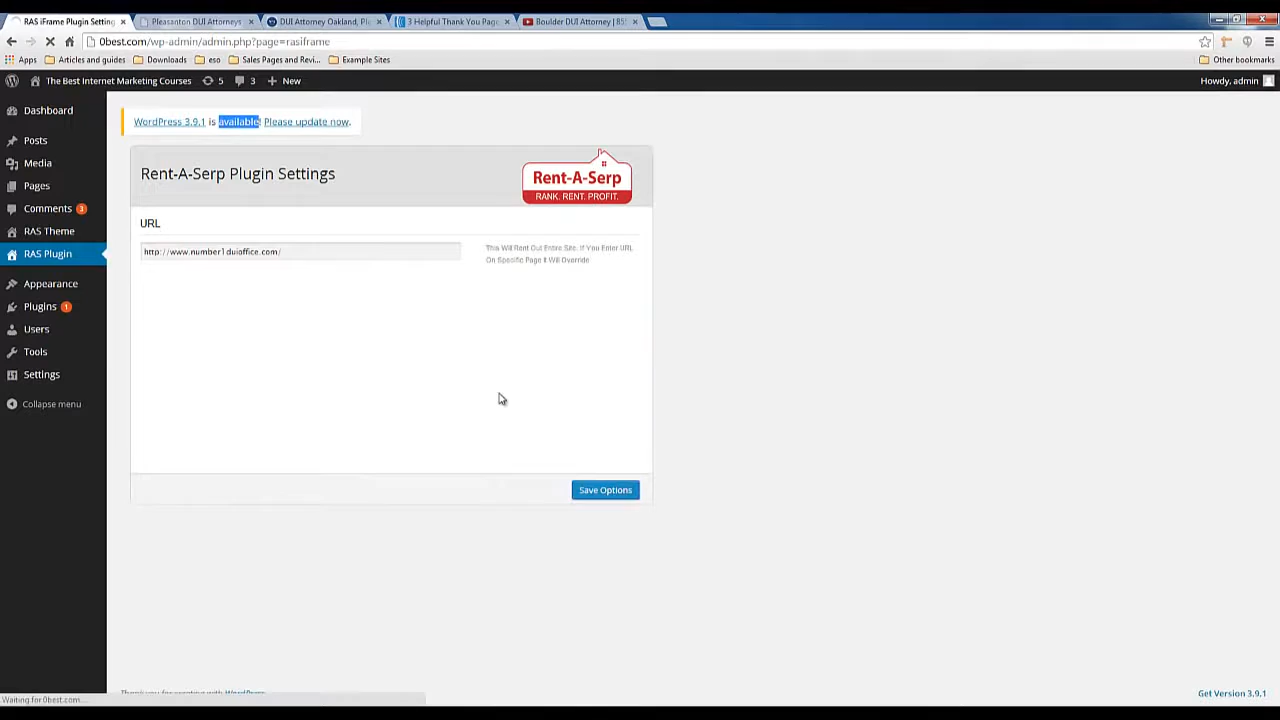 RAS iFrame Plugin Setting
Pleasanton DUI Attorneys
DUI Attorney Oakland, Ple
3 Helpful Thank You Page
Boulder DUI Attorney | 85
0best.com/wp-admin/admin.php?page=rasiframe
Apps
Articles and guides
Downloads
eso
Sales Pages and Revi...
Example Sites
Other bookmarks
The Best Internet Marketing Courses
5
3
New
Howdy, admin
Dashboard
Posts
Media
Pages
Comments 3
RAS Theme
RAS Plugin
Appearance
Plugins 1
Users
Tools
Settings
Collapse menu
WordPress 3.9.1 is available! Please update now.
Rent-A-Serp Plugin Settings
Rent-A-Serp
RANK. RENT. PROFIT.
URL
http://www.number1duioffice.com/
This Will Rent Out Entire Site. If You Enter URL
On Specific Page It Will Override
Save Options
Thank you for creating with WordPress.
Get Version 3.9.1
Waiting for 0best.com...